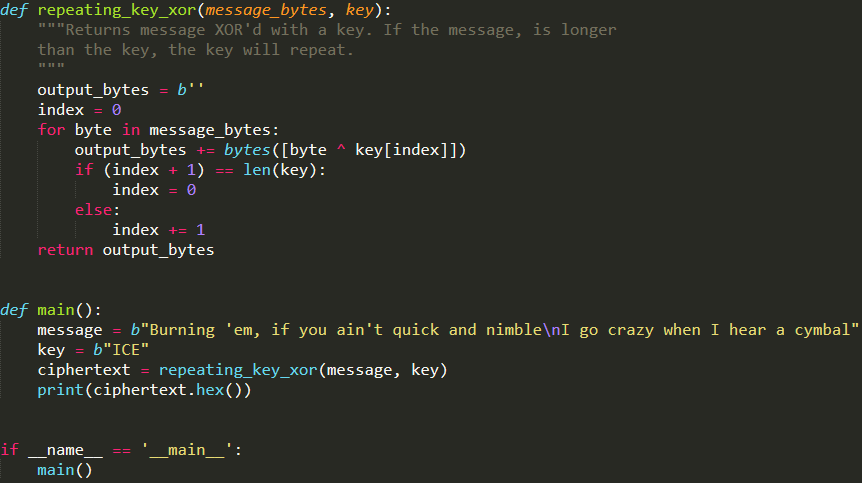 def repeating_key_xor(message_bytes, key):
    """Returns message XOR'd with a key. If the message, is longer
    than the key, the key will repeat.
    """
    output_bytes = b''
    index = 0
    for byte in message_bytes:
        output_bytes += bytes([byte ^ key[index]])
        if (index + 1) == len(key):
            index = 0
        else:
            index += 1
    return output_bytes
def main():
    message = b"Burning 'em, if you ain't quick and nimble\nI go crazy when I hear a cymbal"
    key = b"ICE"
    ciphertext = repeating_key_xor(message, key)
    print(ciphertext.hex())
if __name__ == '__main__':
    main()